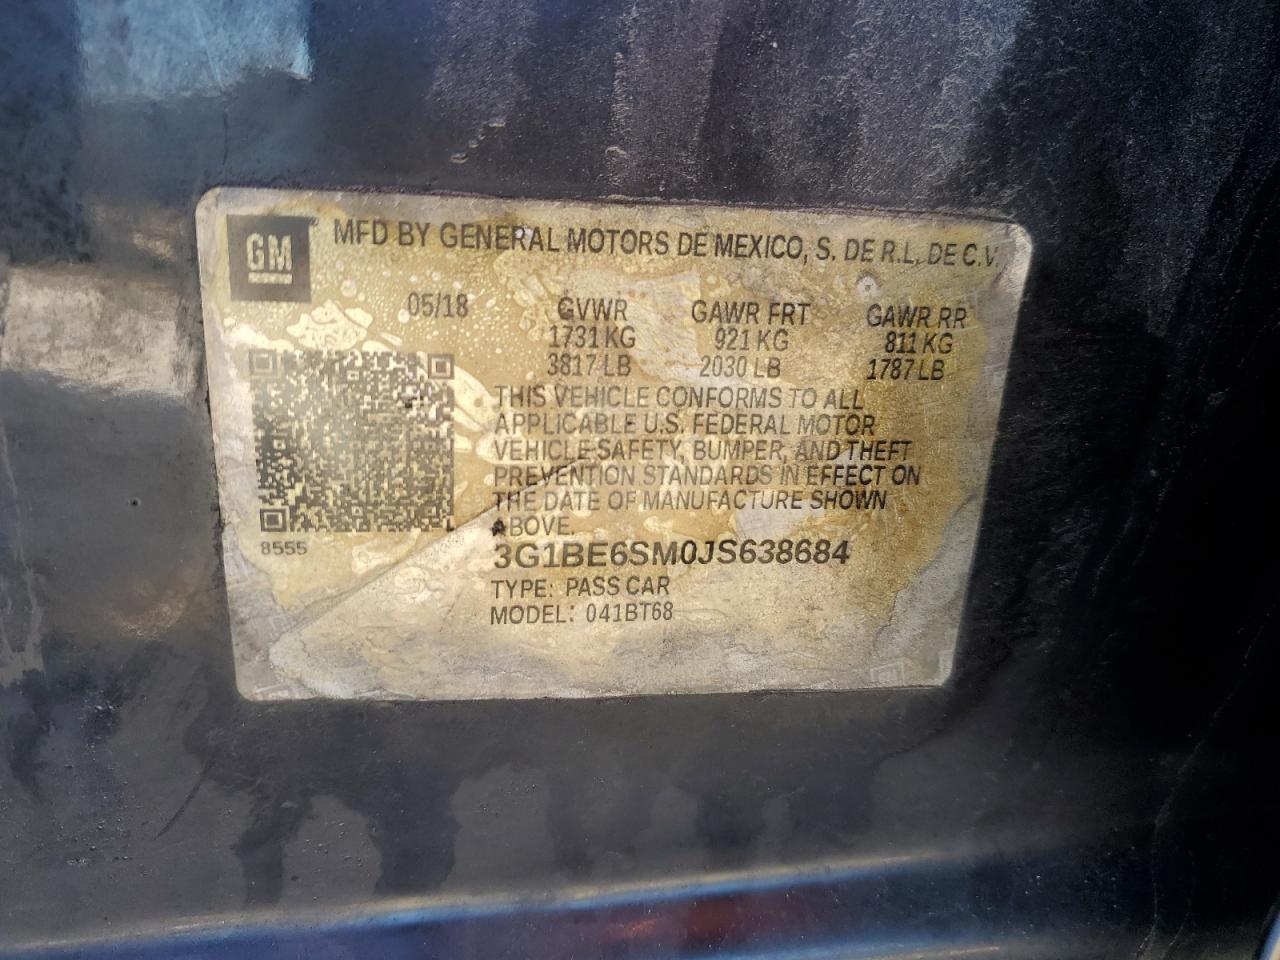 GM
MFD BY GENERAL MOTORS DE MEXICO, S. DE R.L. DE C.V.
05/18 GVWR GAWR FRT GAWR RR
1731 KG 921 KG 811 KG
3817 LB 2030 LB 1787 LB
THIS VEHICLE CONFORMS TO ALL
APPLICABLE U.S. FEDERAL MOTOR
VEHICLE SAFETY, BUMPER, AND THEFT
PREVENTION STANDARDS IN EFFECT ON
THE DATE OF MANUFACTURE SHOWN
ABOVE.
8555
3G1BE6SM0JS638684
TYPE: PASS CAR
MODEL: 041BT68